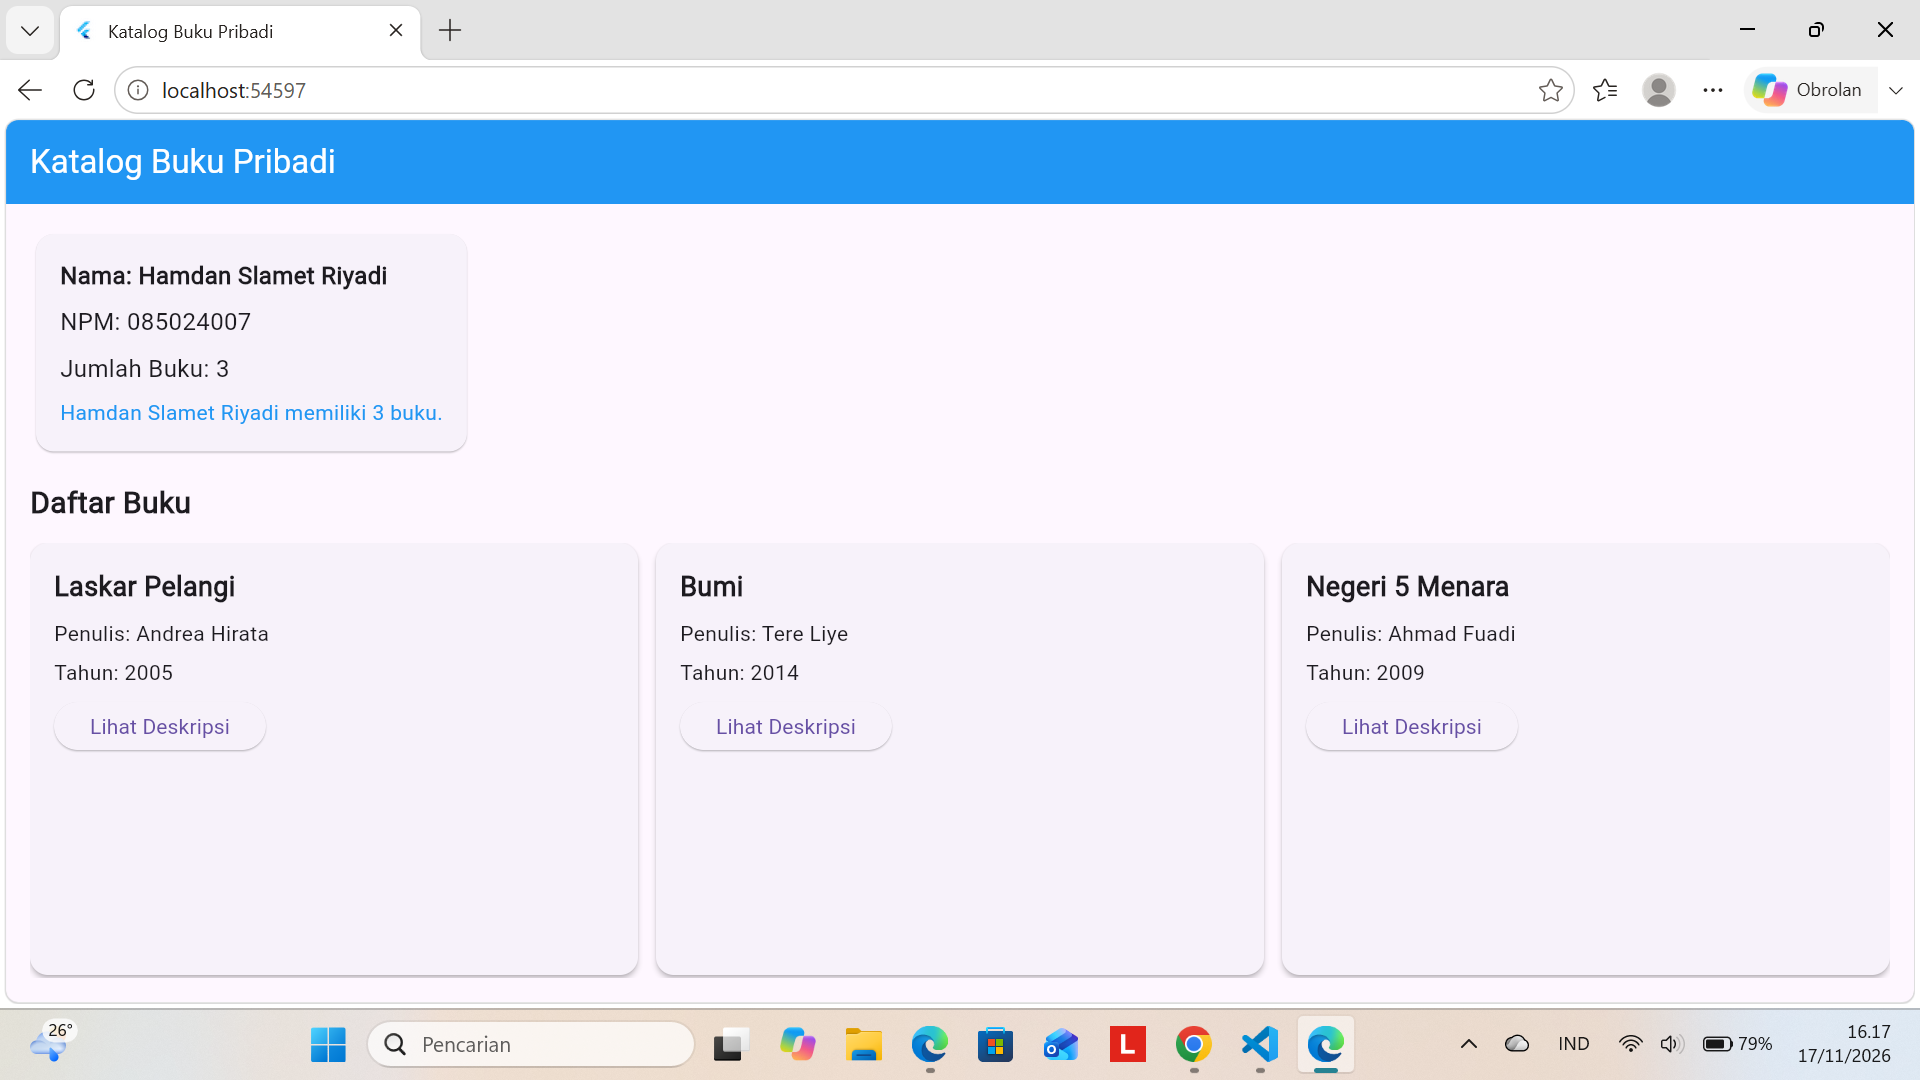 Katalog Buku Pribadi
localhost:54597
Obrolan
Katalog Buku Pribadi
Nama: Hamdan Slamet Riyadi
NPM: 085024007
Jumlah Buku: 3
Hamdan Slamet Riyadi memiliki 3 buku.
Daftar Buku
Laskar Pelangi
Penulis: Andrea Hirata
Tahun: 2005
Lihat Deskripsi
Bumi
Penulis: Tere Liye
Tahun: 2014
Lihat Deskripsi
Negeri 5 Menara
Penulis: Ahmad Fuadi
Tahun: 2009
Lihat Deskripsi
26°
Pencarian
L
IND
79%
16.17
17/11/2026